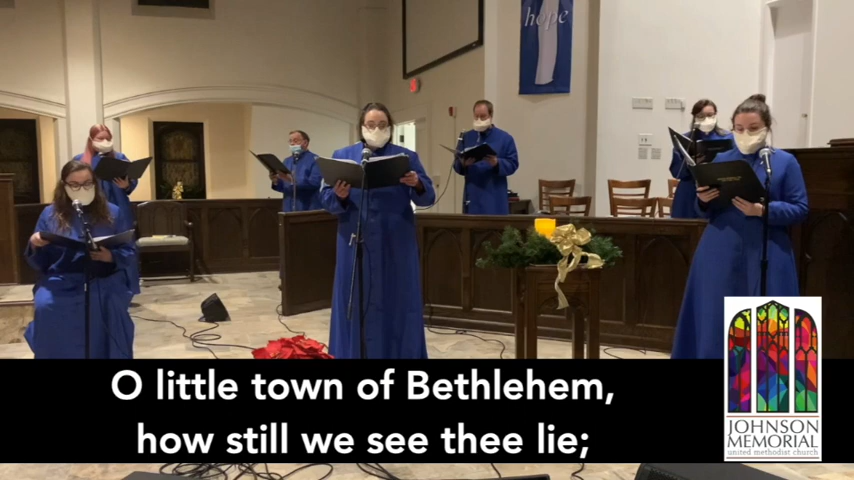 hope
O little town of Bethlehem,
how still we see thee lie;
JOHNSON
MEMORIAL
united methodist church